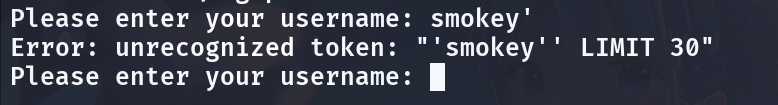 Please enter your username: smokey'
Error: unrecognized token: "'smokey'' LIMIT 30"
Please enter your username: